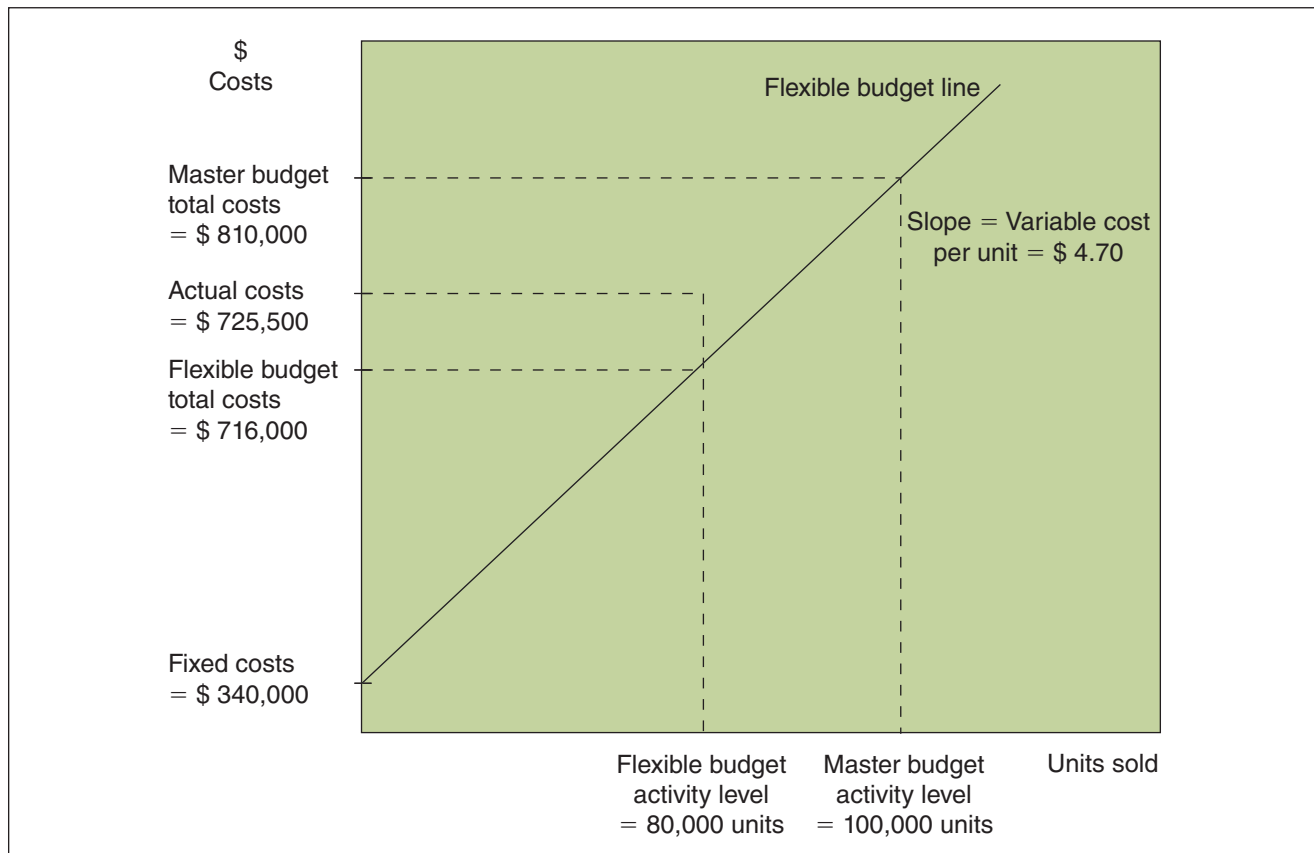 $
Costs
Flexible budget line
Master budget
total costs
= $ 810,000
Slope = Variable cost
per unit = $ 4.70
Actual costs
= $ 725,500
Flexible budget
total costs
= $ 716,000
Fixed costs
= $ 340,000
Flexible budget
activity level
= 80,000 units
Master budget
activity level
= 100,000 units
Units sold